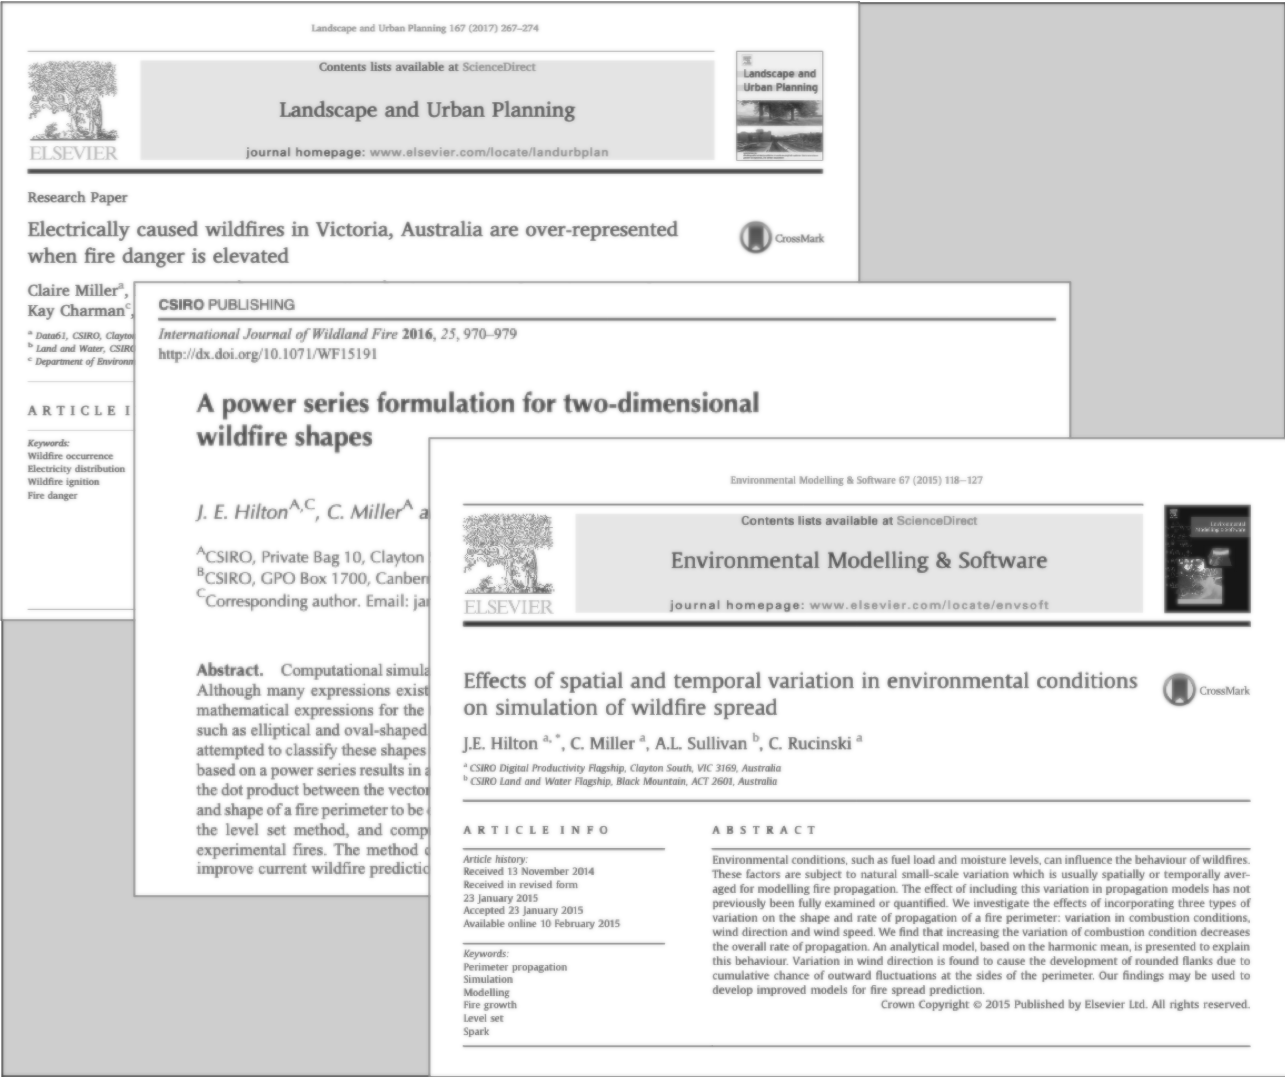 Landscape and Urban Planning 167 (2017) 267–274
Contents lists available at ScienceDirect
Landscape and Urban Planning
journal homepage: www.elsevier.com/locate/landurbplan
ELSEVIER
Landscape and
Urban Planning
Research Paper
Electrically caused wildfires in Victoria, Australia are over-represented
when fire danger is elevated
CrossMark
Claire Miller a,
Kay Charman c,
a Data61, CSIRO, Clayto
b Land and Water, CSIRO
c Department of Environ
ARTICLE I
Keywords:
Wildfire occurrence
Electricity distribution
Wildfire ignition
Fire danger
CSIRO PUBLISHING
International Journal of Wildland Fire 2016, 25, 970–979
http://dx.doi.org/10.1071/WF15191
A power series formulation for two-dimensional
wildfire shapes
J. E. Hilton A,C, C. Miller A a
A CSIRO, Private Bag 10, Clayton
B CSIRO, GPO Box 1700, Canber
C Corresponding author. Email: ja
Abstract. Computational simula
Although many expressions exist
mathematical expressions for the
such as elliptical and oval-shaped
attempted to classify these shapes
based on a power series results in a
the dot product between the vector
and shape of a fire perimeter to be
the level set method, and comp
experimental fires. The method
improve current wildfire predictio
Environmental Modelling & Software 67 (2015) 118–127
Contents lists available at ScienceDirect
Environmental Modelling & Software
journal homepage: www.elsevier.com/locate/envsoft
ELSEVIER
Effects of spatial and temporal variation in environmental conditions
on simulation of wildfire spread
CrossMark
J.E. Hilton a, *, C. Miller a, A.L. Sullivan b, C. Rucinski a
a CSIRO Digital Productivity Flagship, Clayton South, VIC 3169, Australia
b CSIRO Land and Water Flagship, Black Mountain, ACT 2601, Australia
ARTICLE INFO
Article history:
Received 13 November 2014
Received in revised form
23 January 2015
Accepted 23 January 2015
Available online 10 February 2015
Keywords:
Perimeter propagation
Simulation
Modelling
Fire growth
Level set
Spark
ABSTRACT
Environmental conditions, such as fuel load and moisture levels, can influence the behaviour of wildfires.
These factors are subject to natural small-scale variation which is usually spatially or temporally aver-
aged for modelling fire propagation. The effect of including this variation in propagation models has not
previously been fully examined or quantified. We investigate the effects of incorporating three types of
variation on the shape and rate of propagation of a fire perimeter: variation in combustion conditions,
wind direction and wind speed. We find that increasing the variation of combustion condition decreases
the overall rate of propagation. An analytical model, based on the harmonic mean, is presented to explain
this behaviour. Variation in wind direction is found to cause the development of rounded flanks due to
cumulative chance of outward fluctuations at the sides of the perimeter. Our findings may be used to
develop improved models for fire spread prediction.
Crown Copyright © 2015 Published by Elsevier Ltd. All rights reserved.